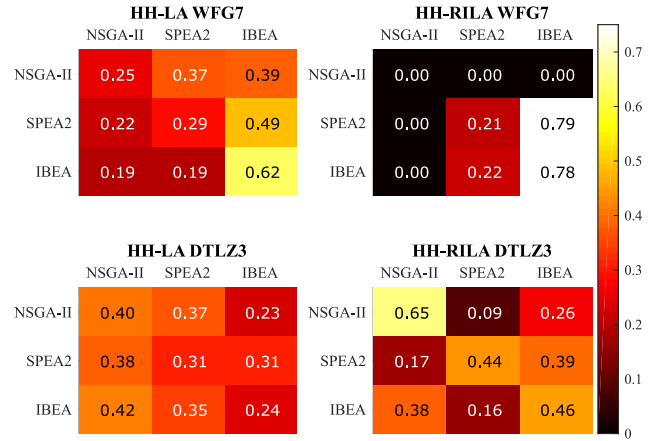 HH-LA WFG7
NSGA-II SPEA2 IBEA
NSGA-II 0.25 0.37 0.39
SPEA2 0.22 0.29 0.49
IBEA 0.19 0.19 0.62
HH-RILA WFG7
NSGA-II SPEA2 IBEA
NSGA-II 0.00 0.00 0.00
SPEA2 0.00 0.21 0.79
IBEA 0.00 0.22 0.78
HH-LA DTLZ3
NSGA-II SPEA2 IBEA
NSGA-II 0.40 0.37 0.23
SPEA2 0.38 0.31 0.31
IBEA 0.42 0.35 0.24
HH-RILA DTLZ3
NSGA-II SPEA2 IBEA
NSGA-II 0.65 0.09 0.26
SPEA2 0.17 0.44 0.39
IBEA 0.38 0.16 0.46
0.7
0.6
0.5
0.4
0.3
0.2
0.1
0